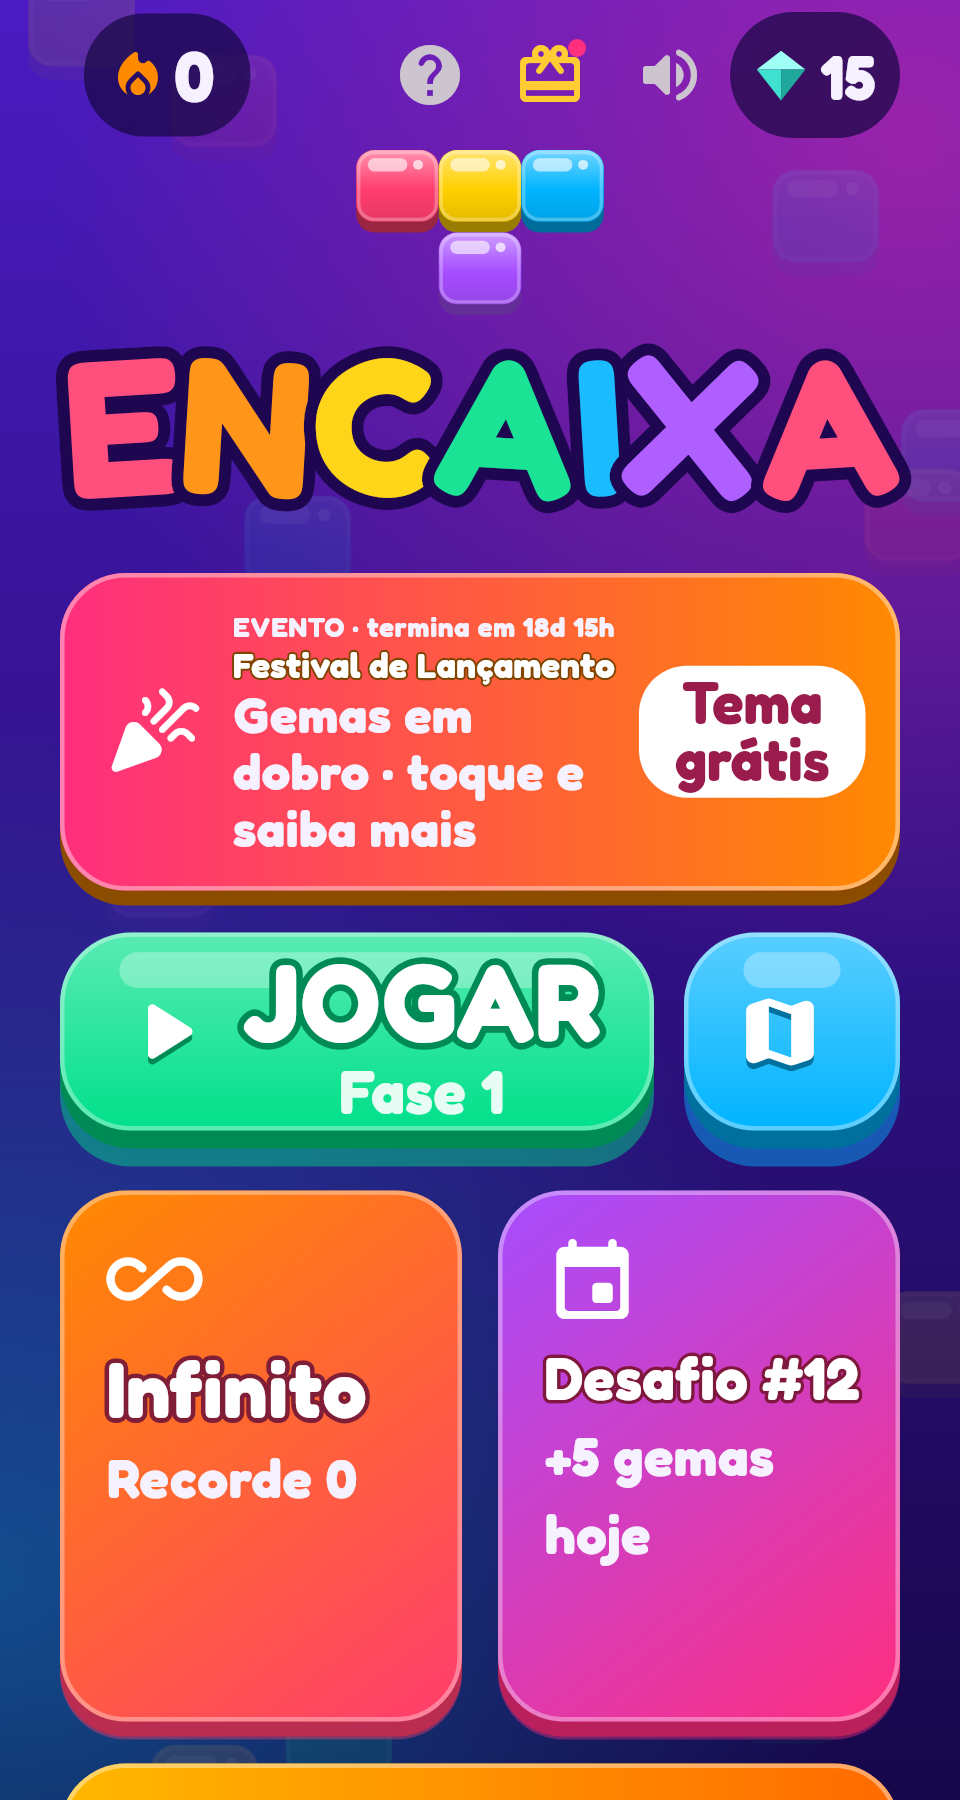 0
15
ENCAIXA
EVENTO · termina em 18d 15h
Festival de Lançamento
Gemas em
dobro · toque e
saiba mais
Tema
grátis
JOGAR
Fase 1
Infinito
Recorde 0
Desafio #12
+5 gemas
hoje